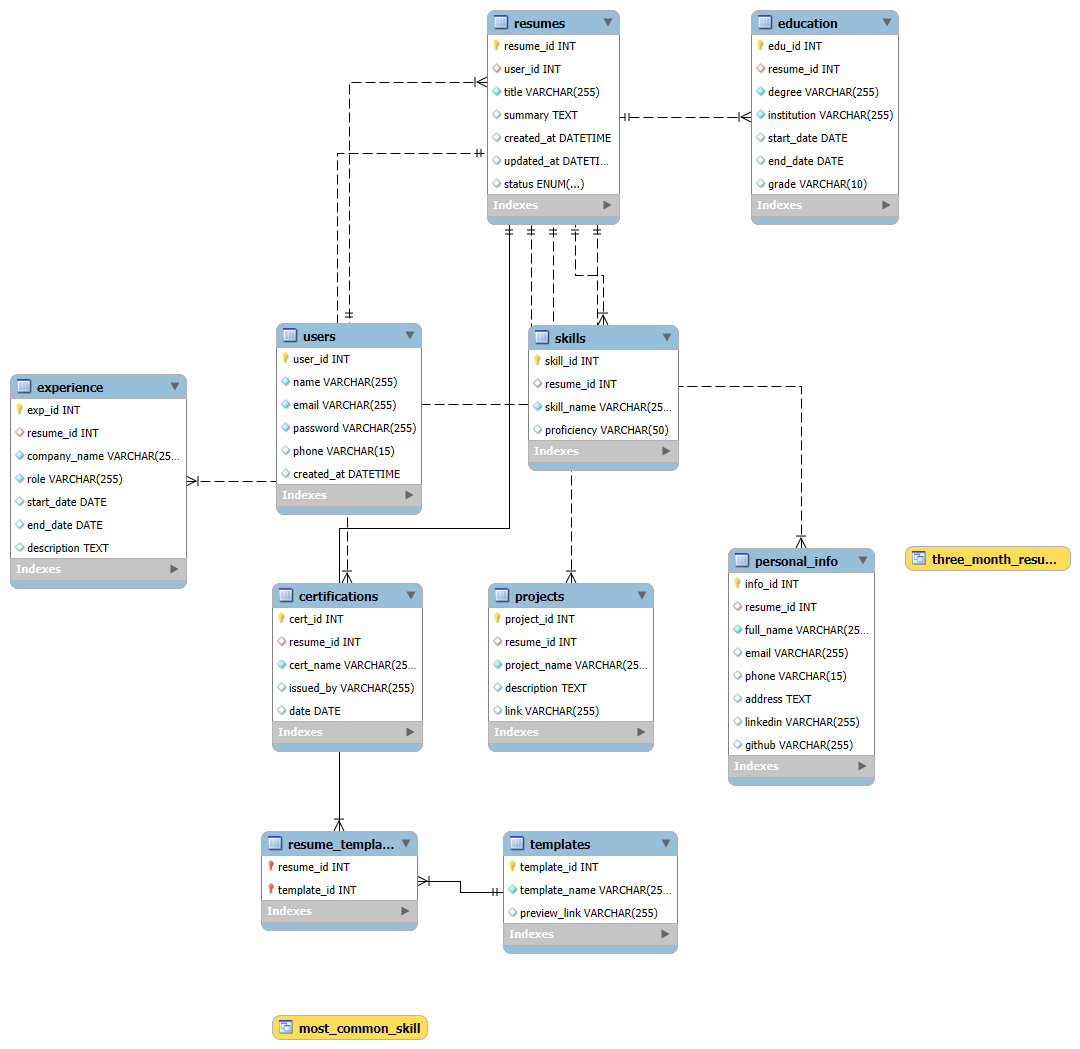 resumes
resume_id INT
user_id INT
title VARCHAR(255)
summary TEXT
created_at DATETIME
updated_at DATETI...
status ENUM(...)
Indexes
education
edu_id INT
resume_id INT
degree VARCHAR(255)
institution VARCHAR(255)
start_date DATE
end_date DATE
grade VARCHAR(10)
Indexes
users
user_id INT
name VARCHAR(255)
email VARCHAR(255)
password VARCHAR(255)
phone VARCHAR(15)
created_at DATETIME
Indexes
skills
skill_id INT
resume_id INT
skill_name VARCHAR(25...
proficiency VARCHAR(50)
Indexes
experience
exp_id INT
resume_id INT
company_name VARCHAR(25...
role VARCHAR(255)
start_date DATE
end_date DATE
description TEXT
Indexes
personal_info
info_id INT
resume_id INT
full_name VARCHAR(25...
email VARCHAR(255)
phone VARCHAR(15)
address TEXT
linkedin VARCHAR(255)
github VARCHAR(255)
Indexes
three_month_resu...
certifications
cert_id INT
resume_id INT
cert_name VARCHAR(25...
issued_by VARCHAR(255)
date DATE
Indexes
projects
project_id INT
resume_id INT
project_name VARCHAR(25...
description TEXT
link VARCHAR(255)
Indexes
resume_templa...
resume_id INT
template_id INT
Indexes
templates
template_id INT
template_name VARCHAR(25...
preview_link VARCHAR(255)
Indexes
most_common_skill